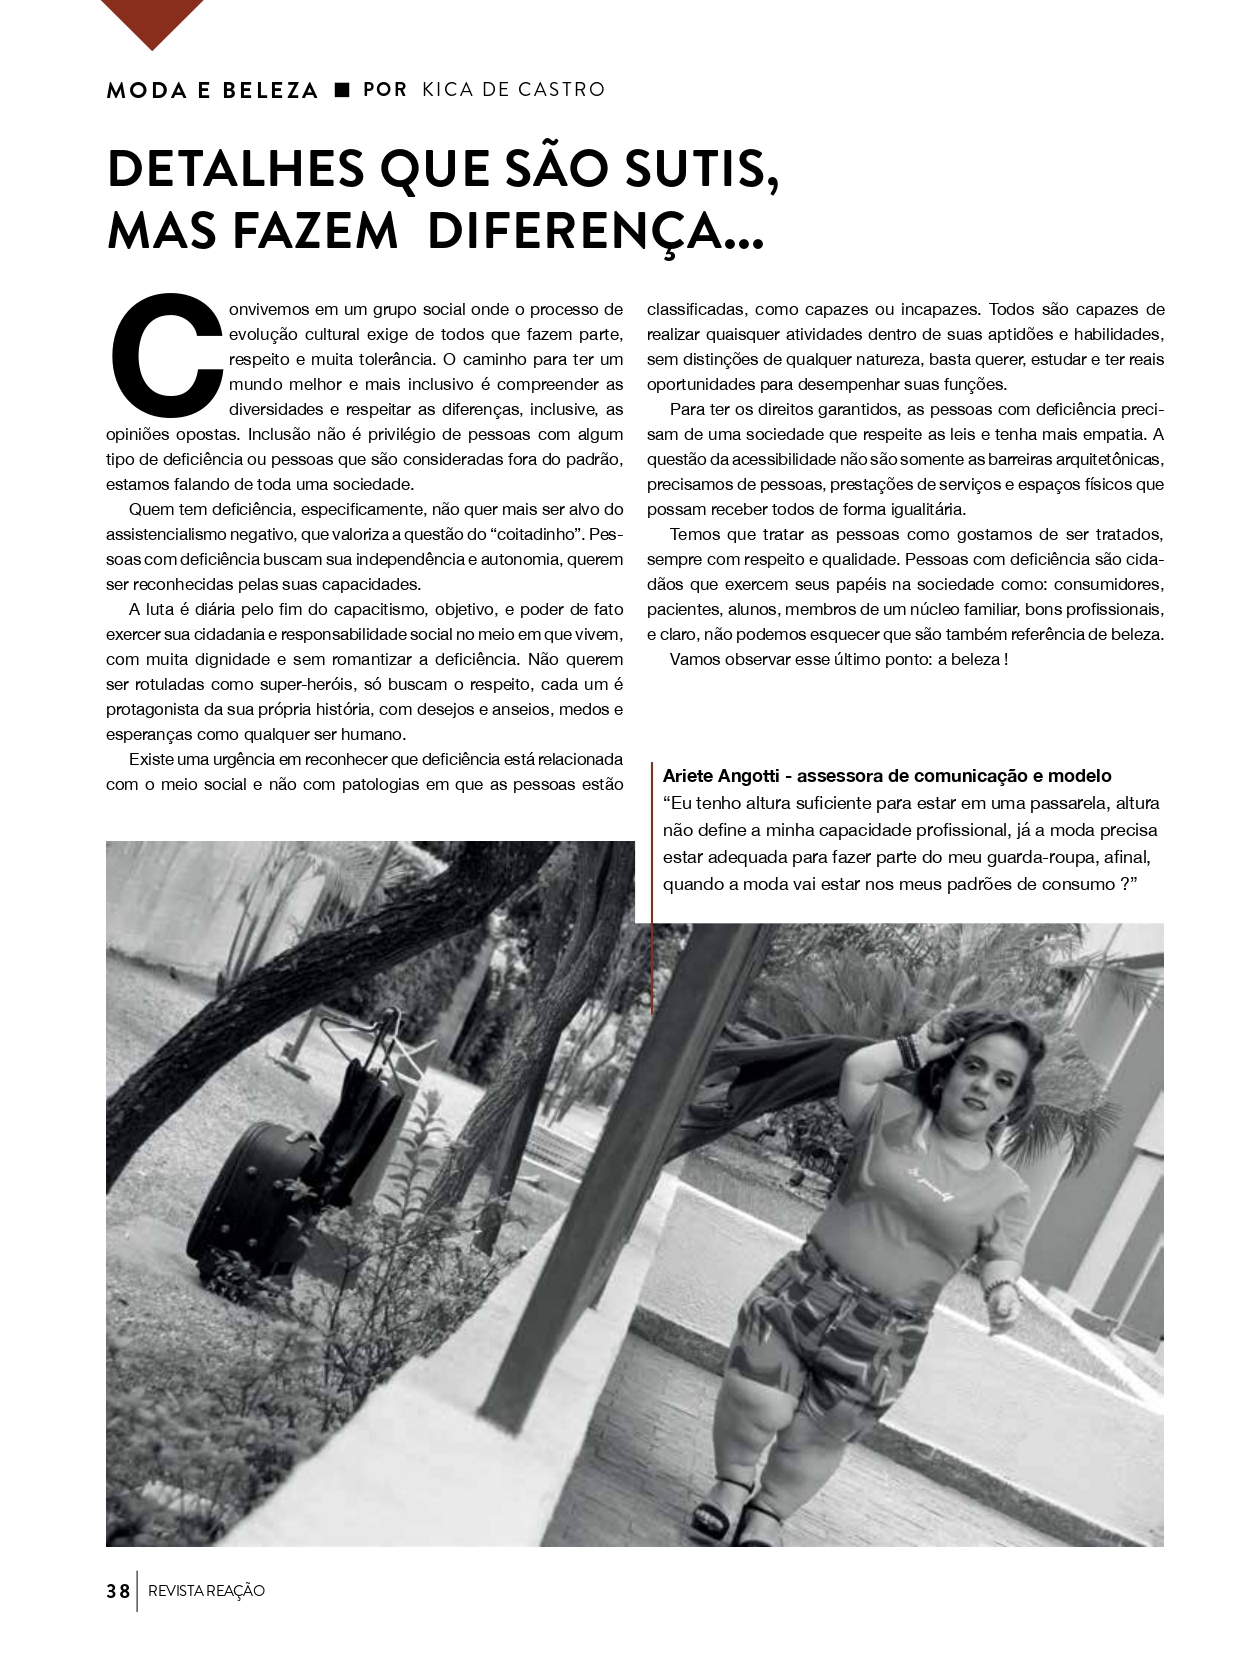 MODA E BELEZA ■ POR KICA DE CASTRO
DETALHES QUE SÃO SUTIS,
MAS FAZEM DIFERENÇA...
Convivemos em um grupo social onde o processo de
evolução cultural exige de todos que fazem parte,
respeito e muita tolerância. O caminho para ter um
mundo melhor e mais inclusivo é compreender as
diversidades e respeitar as diferenças, inclusive, as
opiniões opostas. Inclusão não é privilégio de pessoas com algum
tipo de deficiência ou pessoas que são consideradas fora do padrão,
estamos falando de toda uma sociedade.
Quem tem deficiência, especificamente, não quer mais ser alvo do
assistencialismo negativo, que valoriza a questão do “coitadinho”. Pes-
soas com deficiência buscam sua independência e autonomia, querem
ser reconhecidas pelas suas capacidades.
A luta é diária pelo fim do capacitismo, objetivo, e poder de fato
exercer sua cidadania e responsabilidade social no meio em que vivem,
com muita dignidade e sem romantizar a deficiência. Não querem
ser rotuladas como super-heróis, só buscam o respeito, cada um é
protagonista da sua própria história, com desejos e anseios, medos e
esperanças como qualquer ser humano.
Existe uma urgência em reconhecer que deficiência está relacionada
com o meio social e não com patologias em que as pessoas estão
classificadas, como capazes ou incapazes. Todos são capazes de
realizar quaisquer atividades dentro de suas aptidões e habilidades,
sem distinções de qualquer natureza, basta querer, estudar e ter reais
oportunidades para desempenhar suas funções.
Para ter os direitos garantidos, as pessoas com deficiência preci-
sam de uma sociedade que respeite as leis e tenha mais empatia. A
questão da acessibilidade não são somente as barreiras arquitetônicas,
precisamos de pessoas, prestações de serviços e espaços físicos que
possam receber todos de forma igualitária.
Temos que tratar as pessoas como gostamos de ser tratados,
sempre com respeito e qualidade. Pessoas com deficiência são cida-
dãos que exercem seus papéis na sociedade como: consumidores,
pacientes, alunos, membros de um núcleo familiar, bons profissionais,
e claro, não podemos esquecer que são também referência de beleza.
Vamos observar esse último ponto: a beleza !
Ariete Angotti - assessora de comunicação e modelo
“Eu tenho altura suficiente para estar em uma passarela, altura
não define a minha capacidade profissional, já a moda precisa
estar adequada para fazer parte do meu guarda-roupa, afinal,
quando a moda vai estar nos meus padrões de consumo ?”
38 REVISTA REAÇÃO